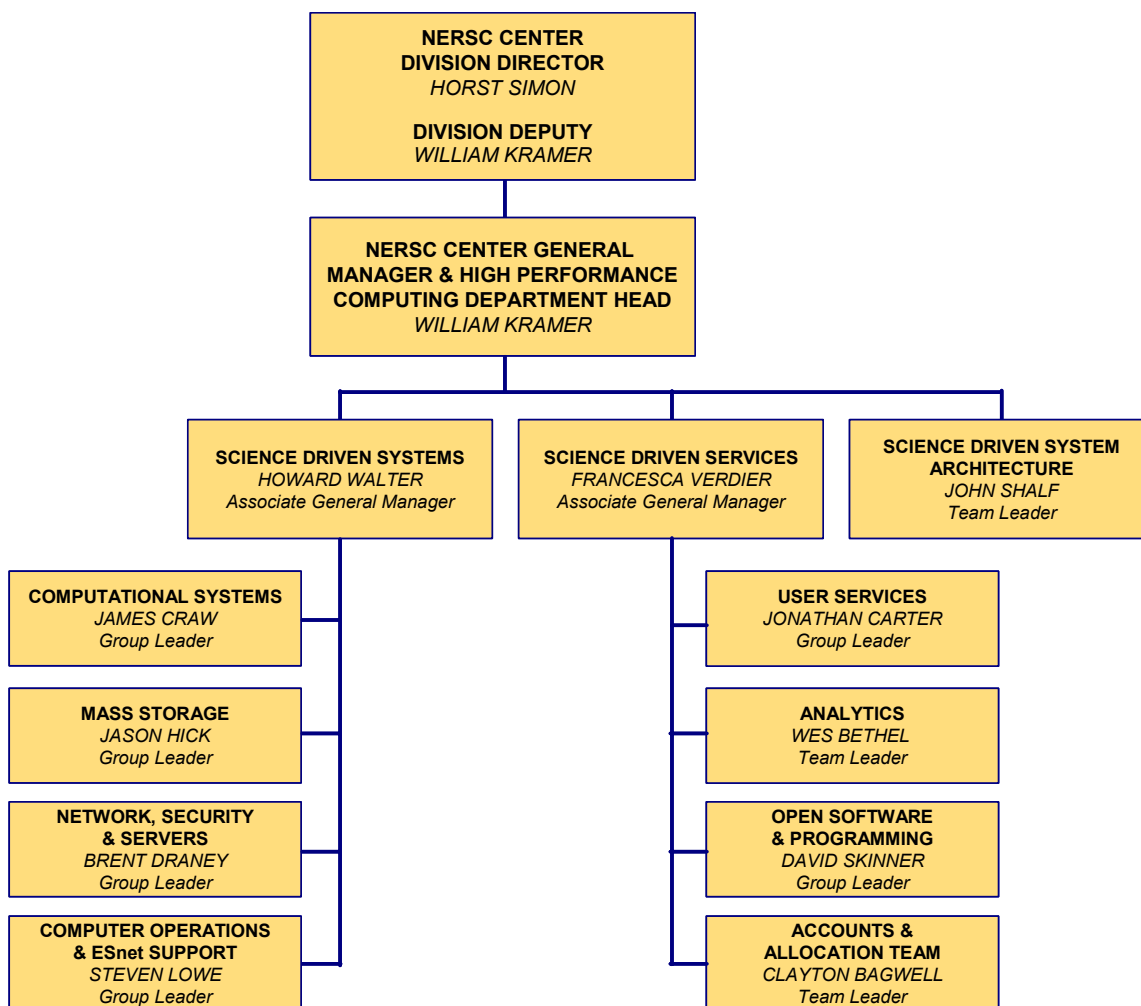 NERSC CENTER
DIVISION DIRECTOR
HORST SIMON
DIVISION DEPUTY
WILLIAM KRAMER
NERSC CENTER GENERAL
MANAGER & HIGH PERFORMANCE
COMPUTING DEPARTMENT HEAD
WILLIAM KRAMER
SCIENCE DRIVEN SYSTEMS
HOWARD WALTER
Associate General Manager
SCIENCE DRIVEN SERVICES
FRANCESCA VERDIER
Associate General Manager
SCIENCE DRIVEN SYSTEM
ARCHITECTURE
JOHN SHALF
Team Leader
COMPUTATIONAL SYSTEMS
JAMES CRAW
Group Leader
MASS STORAGE
JASON HICK
Group Leader
NETWORK, SECURITY
& SERVERS
BRENT DRANEY
Group Leader
COMPUTER OPERATIONS
& ESnet SUPPORT
STEVEN LOWE
Group Leader
USER SERVICES
JONATHAN CARTER
Group Leader
ANALYTICS
WES BETHEL
Team Leader
OPEN SOFTWARE
& PROGRAMMING
DAVID SKINNER
Group Leader
ACCOUNTS &
ALLOCATION TEAM
CLAYTON BAGWELL
Team Leader